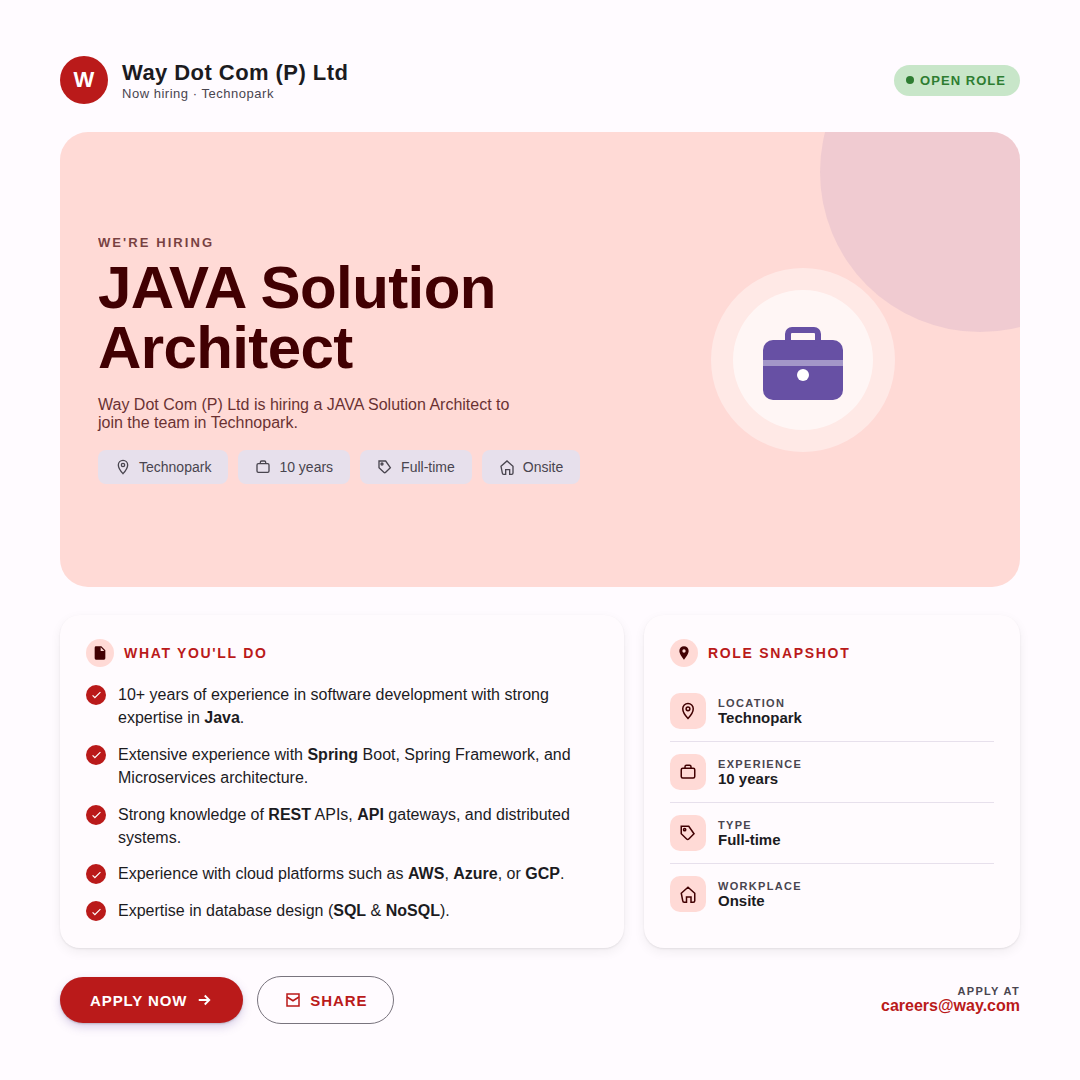 W
Way Dot Com (P) Ltd
Now hiring · Technopark
OPEN ROLE
WE'RE HIRING
JAVA Solution
Architect
Way Dot Com (P) Ltd is hiring a JAVA Solution Architect to
join the team in Technopark.
Technopark
10 years
Full-time
Onsite
WHAT YOU'LL DO
10+ years of experience in software development with strong
expertise in Java.
Extensive experience with Spring Boot, Spring Framework, and
Microservices architecture.
Strong knowledge of REST APIs, API gateways, and distributed
systems.
Experience with cloud platforms such as AWS, Azure, or GCP.
Expertise in database design (SQL & NoSQL).
ROLE SNAPSHOT
LOCATION
Technopark
EXPERIENCE
10 years
TYPE
Full-time
WORKPLACE
Onsite
APPLY NOW
SHARE
APPLY AT
careers@way.com